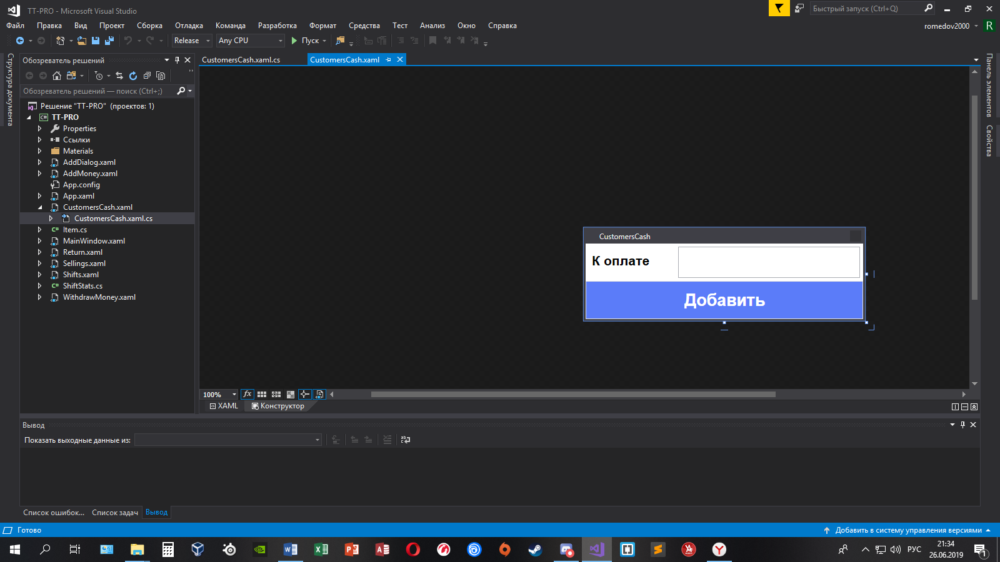 TT-PRO - Microsoft Visual Studio
Быстрый запуск (Ctrl+Q)
Файл Правка Вид Проект Сборка Отладка Команда Разработка Формат Средства Тест Анализ Окно Справка
romedov2000 R
Release Any CPU Пуск
Структура документа
Обозреватель решений
CustomersCash.xaml.cs CustomersCash.xaml
Панель элементов
Свойства
Обозреватель решений — поиск (Ctrl+;)
Решение "TT-PRO" (проектов: 1)
TT-PRO
Properties
Ссылки
Materials
AddDialog.xaml
AddMoney.xaml
App.config
App.xaml
CustomersCash.xaml
CustomersCash.xaml.cs
Item.cs
MainWindow.xaml
Return.xaml
Sellings.xaml
Shifts.xaml
ShiftStats.cs
WithdrawMoney.xaml
CustomersCash
К оплате
Добавить
100%
XAML Конструктор
Вывод
Показать выходные данные из:
Список ошибок... Список задач Вывод
Готово
Добавить в систему управления версиями
РУС
21:34
26.06.2019
1